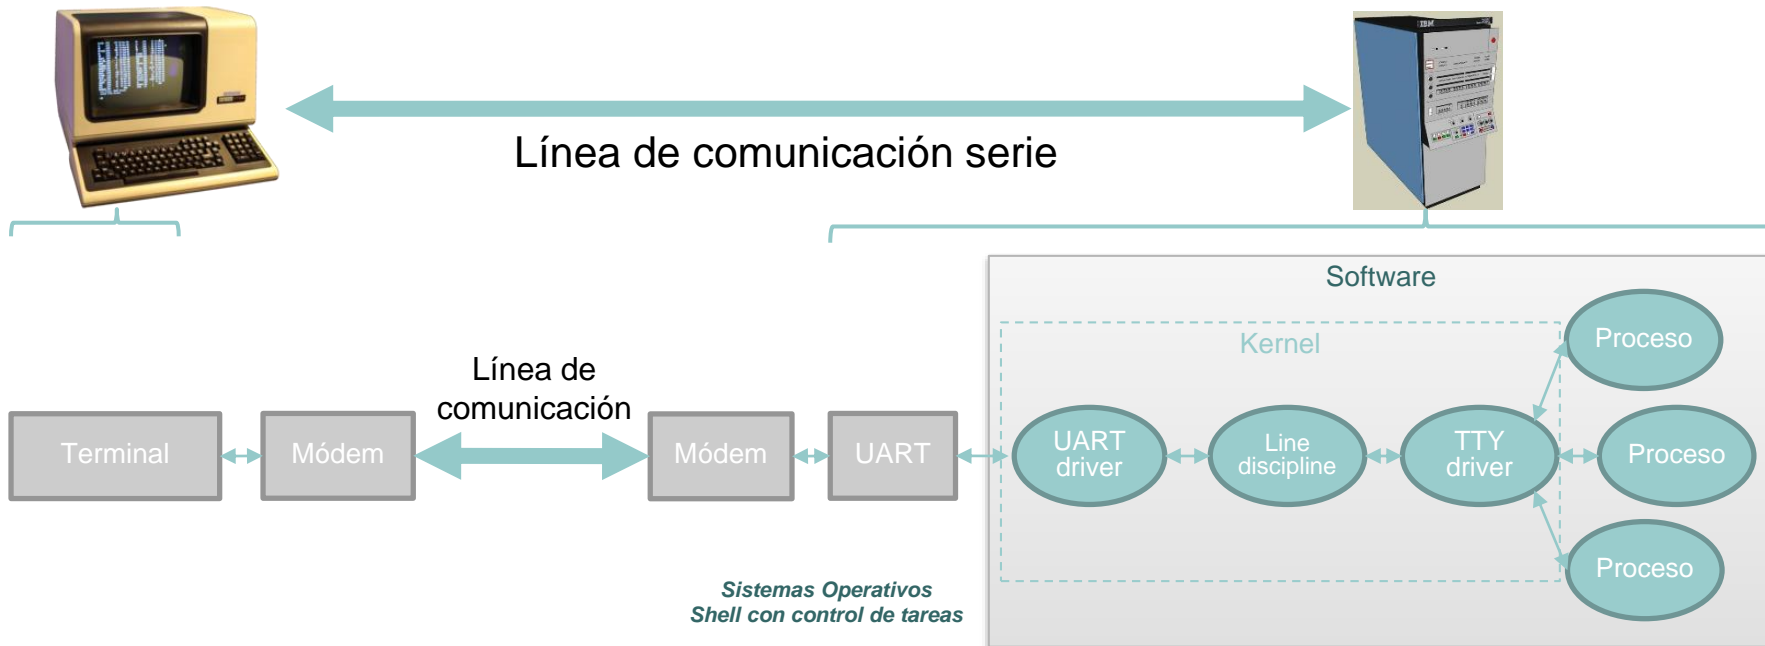 IBM
Línea de comunicación serie
Software
Kernel
Línea de
comunicación
Terminal
Módem
Módem
UART
UART
driver
Line
discipline
TTY
driver
Proceso
Proceso
Proceso
Sistemas Operativos
Shell con control de tareas